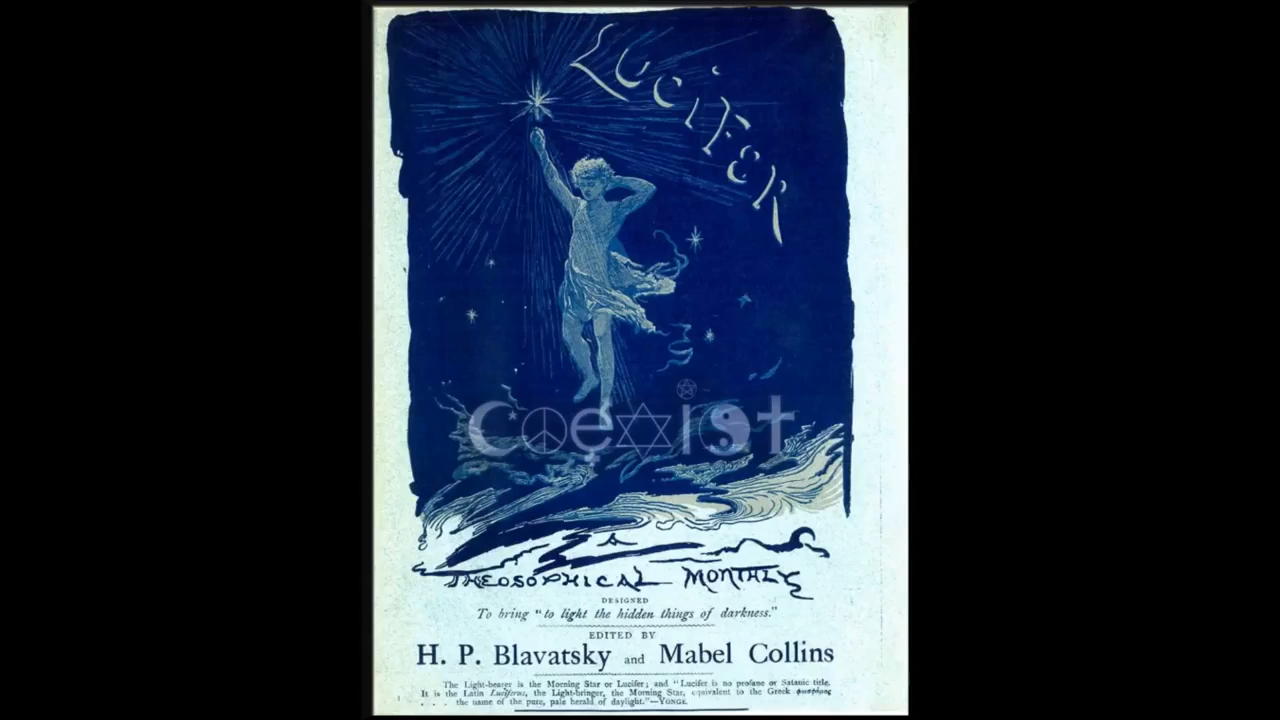 LUCIFER
Coexist
A
THEOSOPHICAL MONTHLY
DESIGNED
To bring "to light the hidden things of darkness."
EDITED BY
H. P. Blavatsky and Mabel Collins
The Light-bearer is the Morning Star or Lucifer; and "Lucifer is no profane or Satanic title.
It is the Latin Luciferus, the Light-bringer, the Morning Star, equivalent to the Greek φωσφόρος
. . . . the name of the pure, pale herald of daylight."—YONGE.